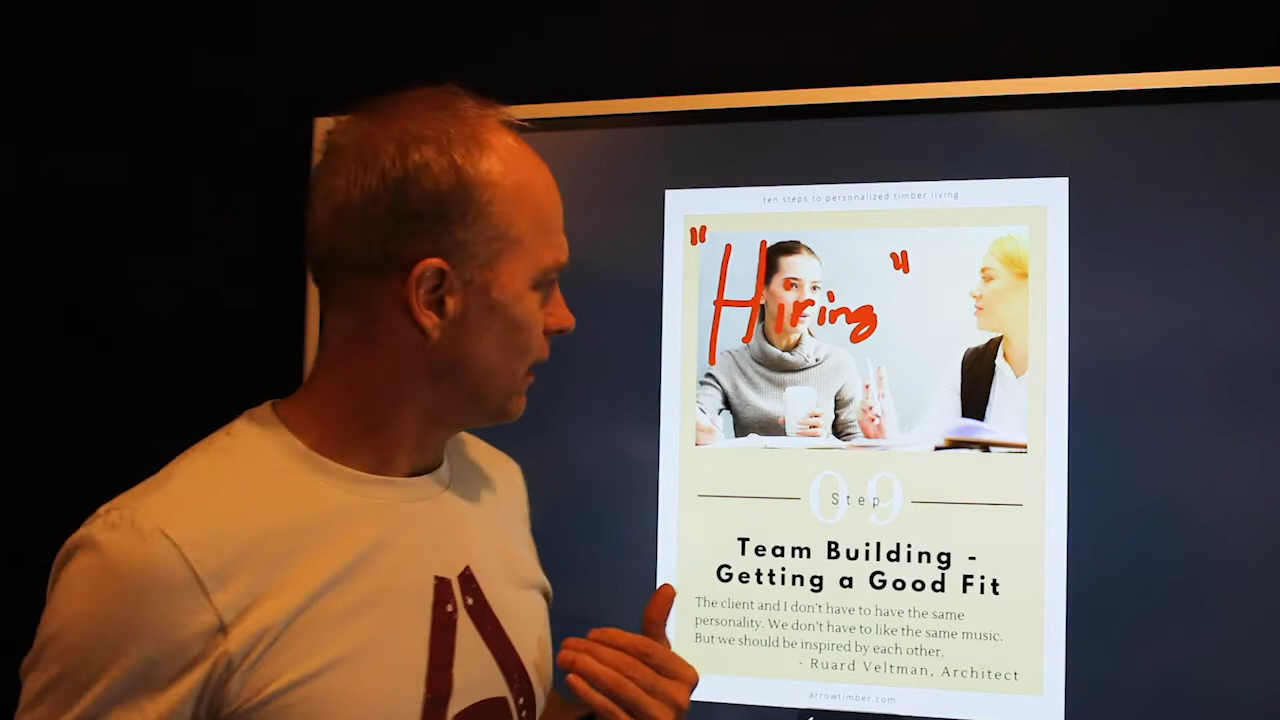 ten steps to personalized timber living
"Hiring"
Step
09
Team Building -
Getting a Good Fit
The client and I don't have to have the same
personality. We don't have to like the same music.
But we should be inspired by each other.
- Ruard Veltman, Architect
arrowtimber.com